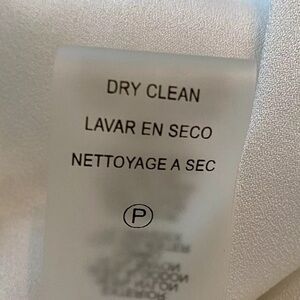 DRY CLEAN
LAVAR EN SECO
NETTOYAGE A SEC
P